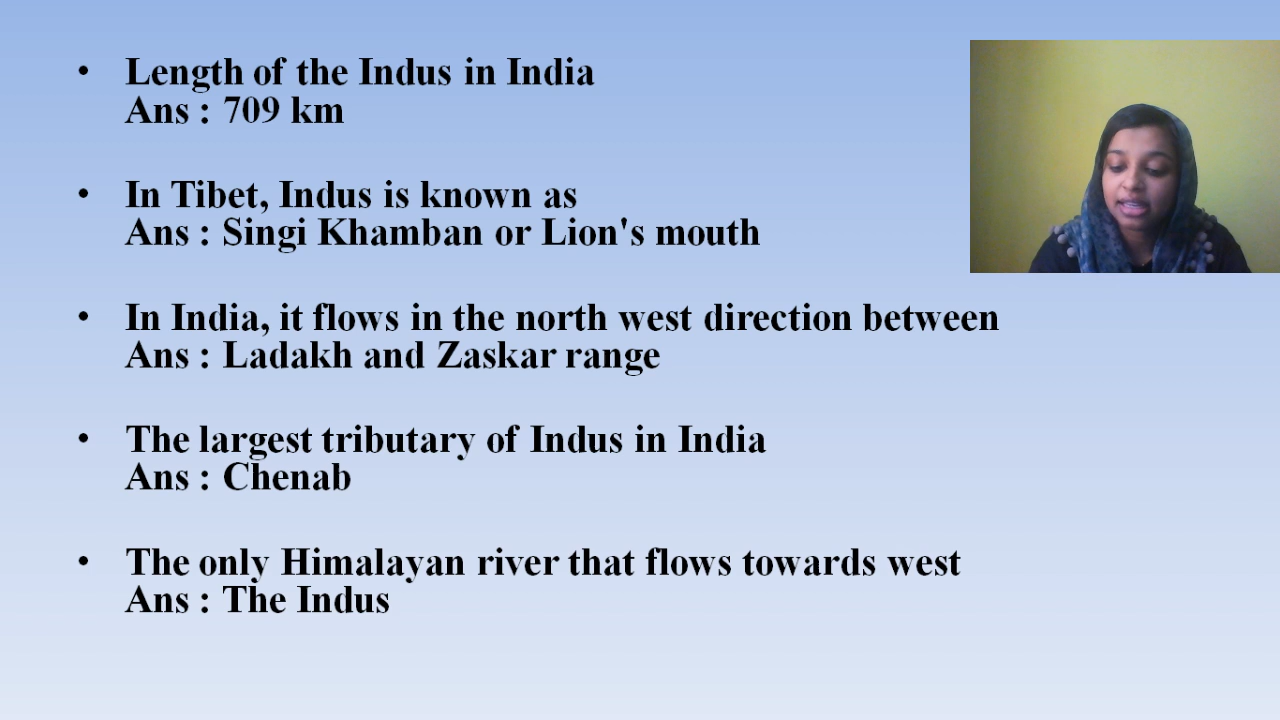 • Length of the Indus in India
Ans : 709 km
• In Tibet, Indus is known as
Ans : Singi Khamban or Lion's mouth
• In India, it flows in the north west direction between
Ans : Ladakh and Zaskar range
• The largest tributary of Indus in India
Ans : Chenab
• The only Himalayan river that flows towards west
Ans : The Indus